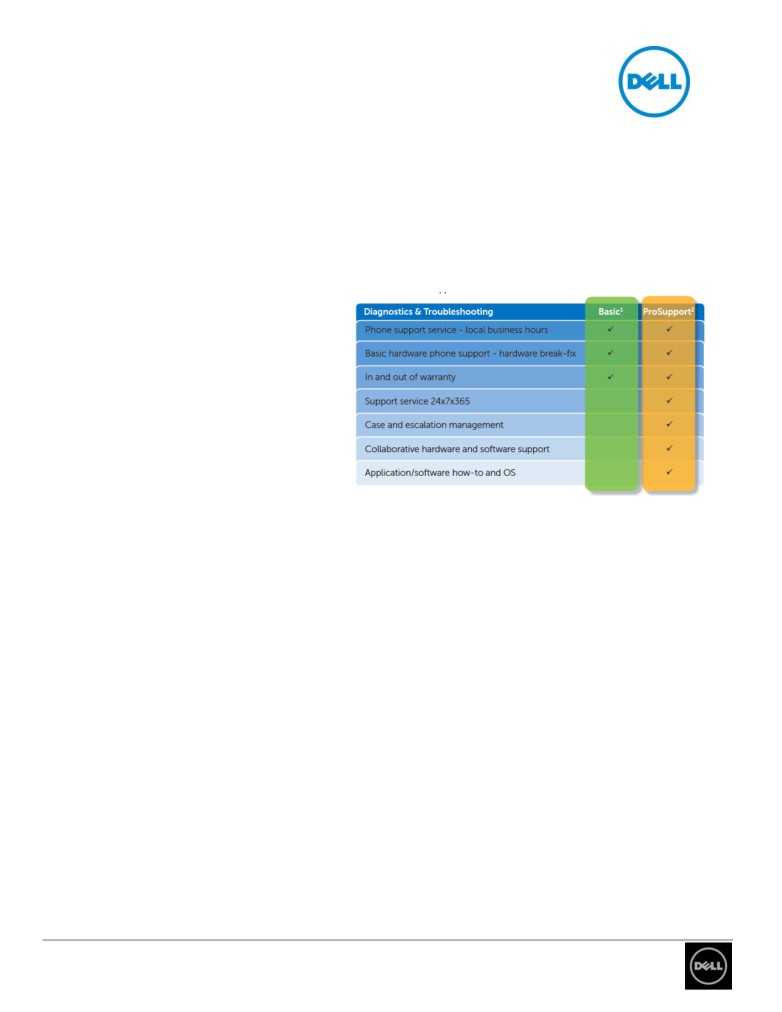 DELL
Diagnostics & Troubleshooting Basic¹ ProSupport²
Phone support service - local business hours ✓ ✓
Basic hardware phone support - hardware break-fix ✓ ✓
In and out of warranty ✓ ✓
Support service 24x7x365 ✓
Case and escalation management ✓
Collaborative hardware and software support ✓
Application/software how-to and OS ✓
DELL